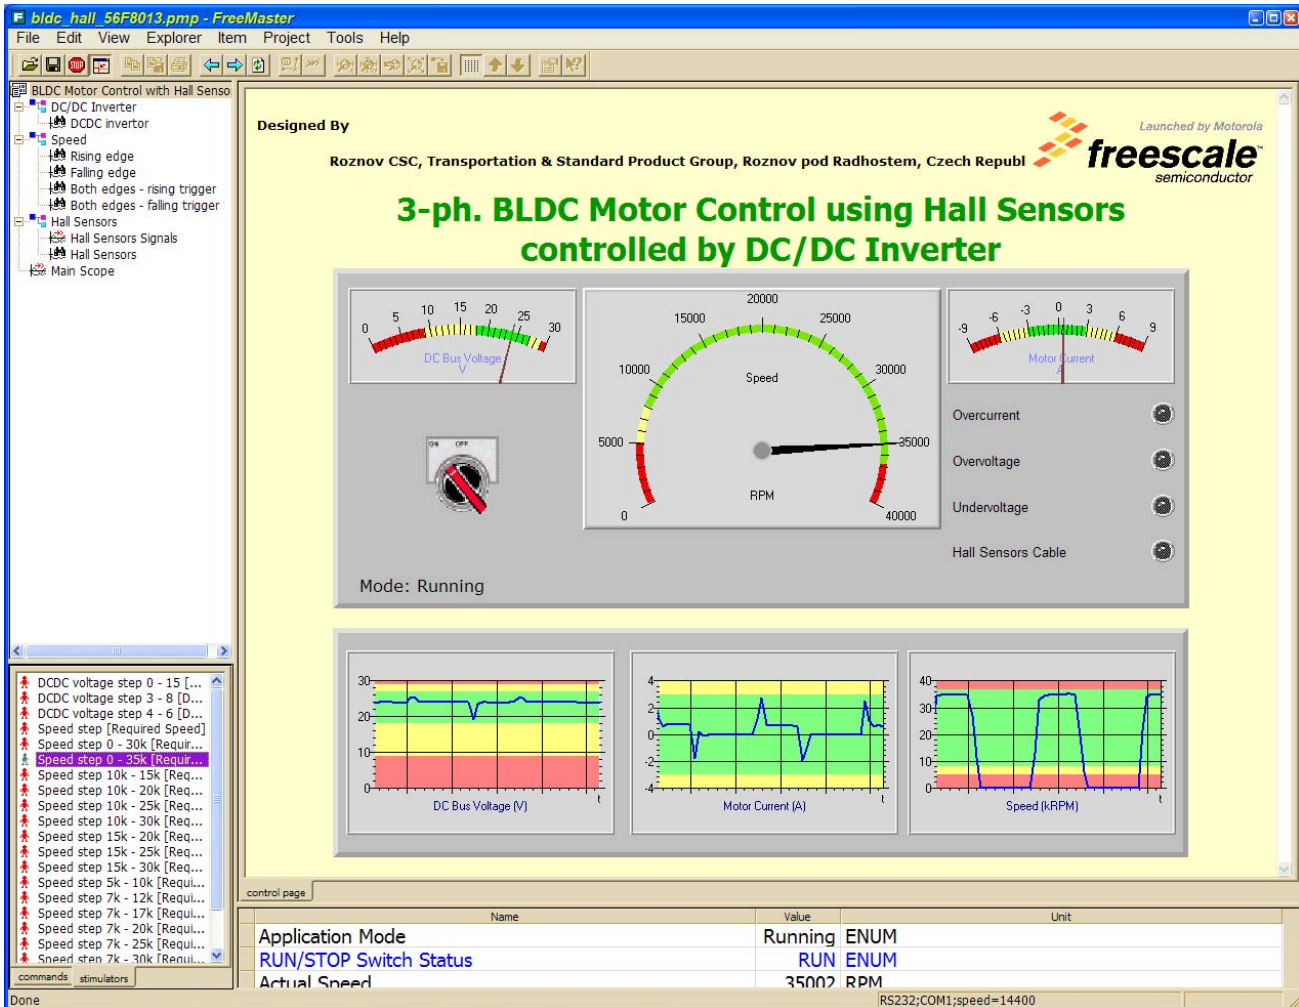 bldc_hall_56F8013.pmp - FreeMaster
File Edit View Explorer Item Project Tools Help
BLDC Motor Control with Hall Senso
DC/DC Inverter
DCDC invertor
Speed
Rising edge
Falling edge
Both edges - rising trigger
Both edges - falling trigger
Hall Sensors
Hall Sensors Signals
Hall Sensors
Main Scope
Designed By
Roznov CSC, Transportation & Standard Product Group, Roznov pod Radhostem, Czech Republ
Launched by Motorola
freescale™
semiconductor
3-ph. BLDC Motor Control using Hall Sensors
controlled by DC/DC Inverter
0 5 10 15 20 25 30
DC Bus Voltage
V
0 5000 10000 15000 20000 25000 30000 35000 40000
Speed
RPM
-9 -6 -3 0 3 6 9
Motor Current
A
ON OFF
Overcurrent
Overvoltage
Undervoltage
Hall Sensors Cable
Mode: Running
30
20
10
0
t
DC Bus Voltage (V)
4
2
0
-2
-4
t
Motor Current (A)
40
30
20
10
0
t
Speed (kRPM)
DCDC voltage step 0 - 15 [...
DCDC voltage step 3 - 8 [D...
DCDC voltage step 4 - 6 [D...
Speed step [Required Speed]
Speed step 0 - 30k [Requir...
Speed step 0 - 35k [Requir...
Speed step 10k - 15k [Req...
Speed step 10k - 20k [Req...
Speed step 10k - 25k [Req...
Speed step 10k - 30k [Req...
Speed step 15k - 20k [Req...
Speed step 15k - 25k [Req...
Speed step 15k - 30k [Req...
Speed step 5k - 10k [Requi...
Speed step 7k - 12k [Requi...
Speed step 7k - 17k [Requi...
Speed step 7k - 20k [Requi...
Speed step 7k - 25k [Requi...
Speed step 7k - 30k [Requi...
commands stimulators
control page
Name Value Unit
Application Mode Running ENUM
RUN/STOP Switch Status RUN ENUM
Actual Speed 35002 RPM
Done
RS232;COM1;speed=14400